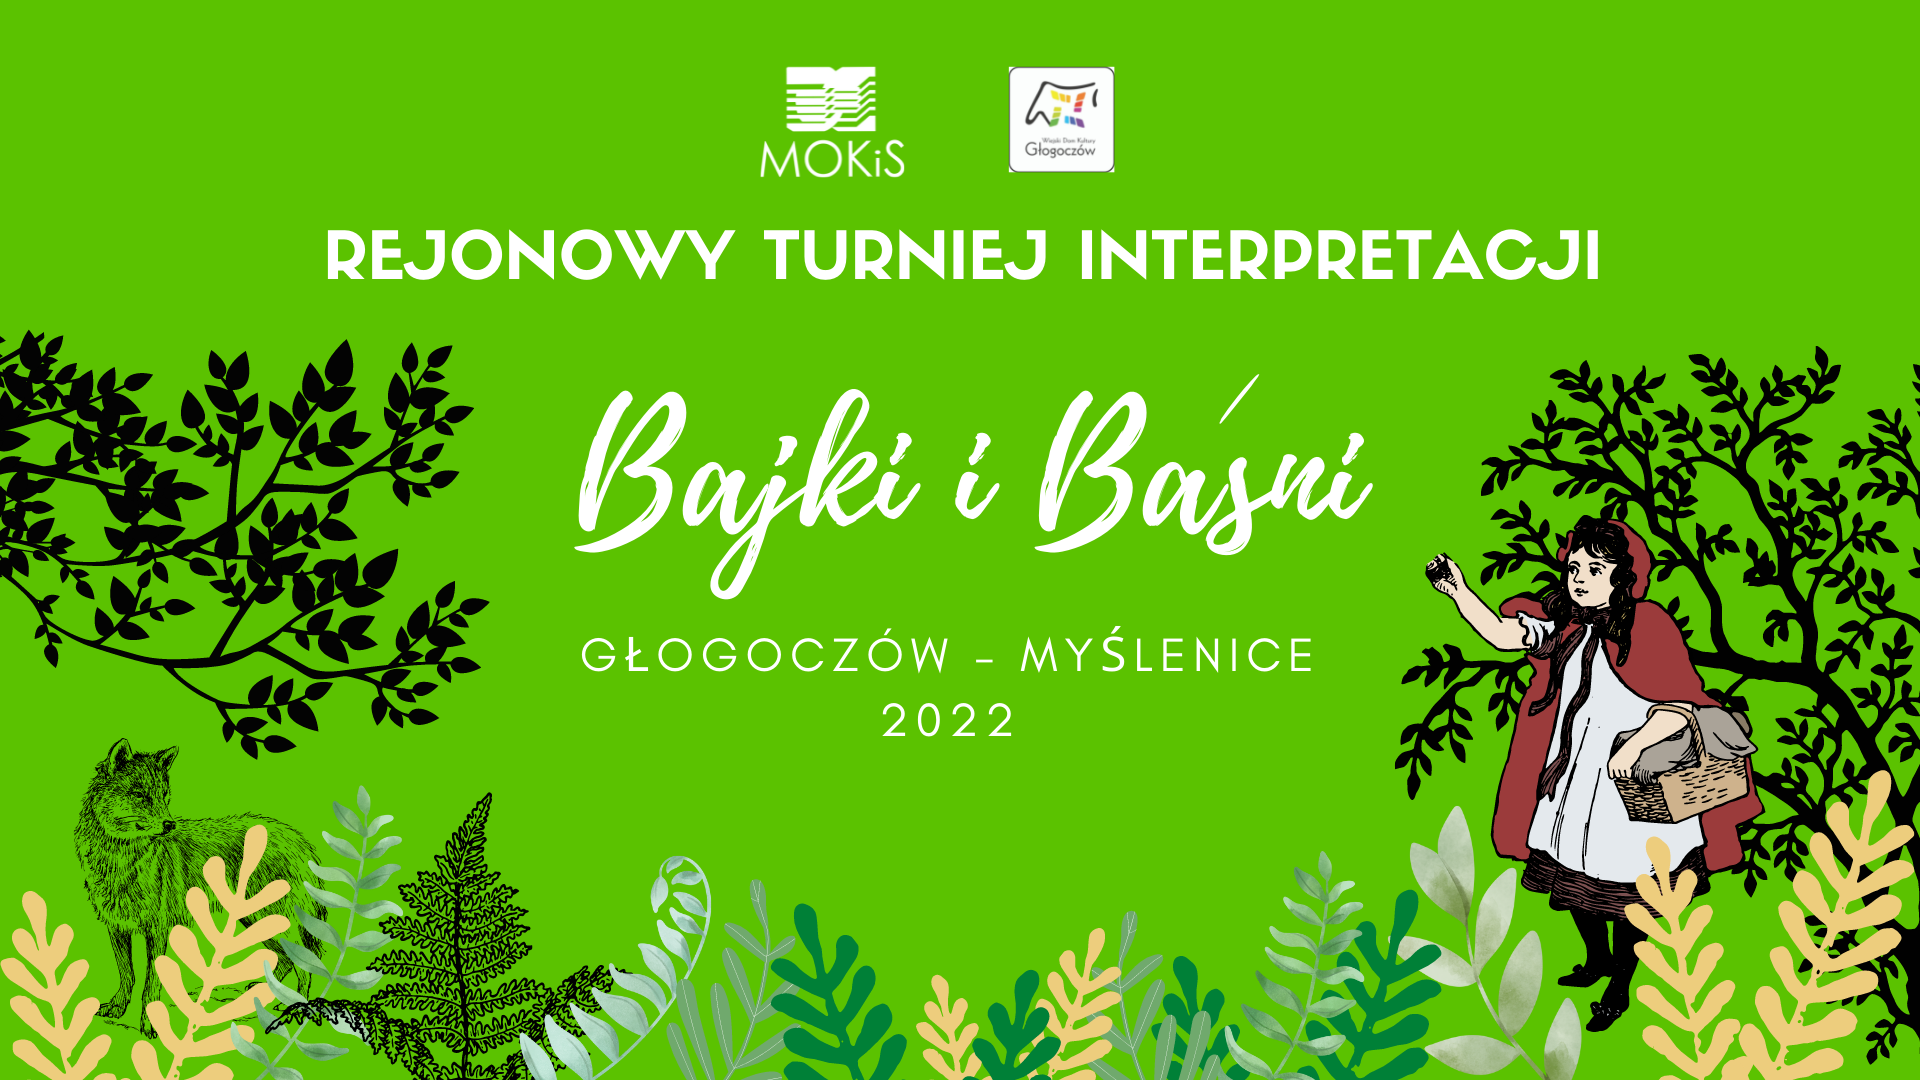 MOKiS
Wiejski Dom Kultury
Głogoczów
REJONOWY TURNIEJ INTERPRETACJI
Bajki i Baśni
GŁOGOCZÓW – MYŚLENICE
2022